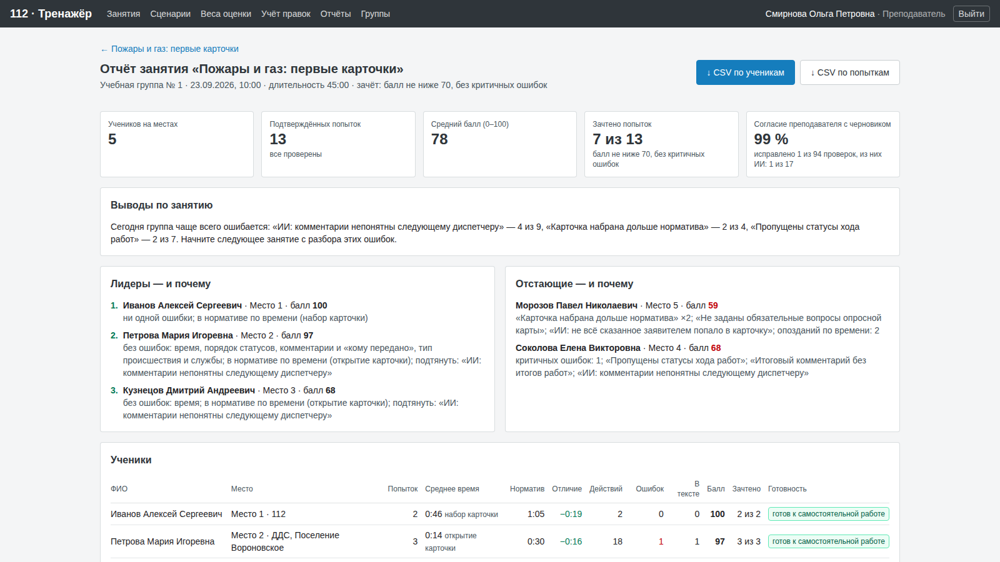 112 · Тренажёр
Занятия
Сценарии
Веса оценки
Учёт правок
Отчёты
Группы
Смирнова Ольга Петровна · Преподаватель
Выйти
← Пожары и газ: первые карточки
Отчёт занятия «Пожары и газ: первые карточки»
Учебная группа № 1 · 23.09.2026, 10:00 · длительность 45:00 · зачёт: балл не ниже 70, без критичных ошибок
↓ CSV по ученикам
↓ CSV по попыткам
Учеников на местах
5
Подтверждённых попыток
13
все проверены
Средний балл (0–100)
78
Зачтено попыток
7 из 13
балл не ниже 70, без критичных
ошибок
Согласие преподавателя с черновиком
99 %
исправлено 1 из 94 проверок, из них
ИИ: 1 из 17
Выводы по занятию
Сегодня группа чаще всего ошибается: «ИИ: комментарии непонятны следующему диспетчеру» — 4 из 9, «Карточка набрана дольше норматива» — 2 из 4, «Пропущены статусы хода
работ» — 2 из 7. Начните следующее занятие с разбора этих ошибок.
Лидеры — и почему
1. Иванов Алексей Сергеевич · Место 1 · балл 100
ни одной ошибки; в нормативе по времени (набор карточки)
2. Петрова Мария Игоревна · Место 2 · балл 97
без ошибок: время, порядок статусов, комментарии и «кому передано», тип
происшествия и службы; в нормативе по времени (открытие карточки); подтянуть: «ИИ:
комментарии непонятны следующему диспетчеру»
3. Кузнецов Дмитрий Андреевич · Место 3 · балл 68
без ошибок: время; в нормативе по времени (открытие карточки); подтянуть: «ИИ:
комментарии непонятны следующему диспетчеру»
Отстающие — и почему
Морозов Павел Николаевич · Место 5 · балл 59
«Карточка набрана дольше норматива» ×2; «Не заданы обязательные вопросы опросной
карты»; «ИИ: не всё сказанное заявителем попало в карточку»; опозданий по времени: 2
Соколова Елена Викторовна · Место 4 · балл 68
критичных ошибок: 1; «Пропущены статусы хода работ»; «Итоговый комментарий без
итогов работ»; «ИИ: комментарии непонятны следующему диспетчеру»
Ученики
ФИО Место Попыток Среднее время Норматив Отличие Действий Ошибок В тексте Балл Зачтено Готовность
Иванов Алексей Сергеевич Место 1 · 112 2 0:46 набор карточки 1:05 −0:19 2 0 0 100 2 из 2 готов к самостоятельной работе
Петрова Мария Игоревна Место 2 · ДДС, Поселение Вороновское 3 0:14 открытие карточки 0:30 −0:16 18 1 1 97 3 из 3 готов к самостоятельной работе